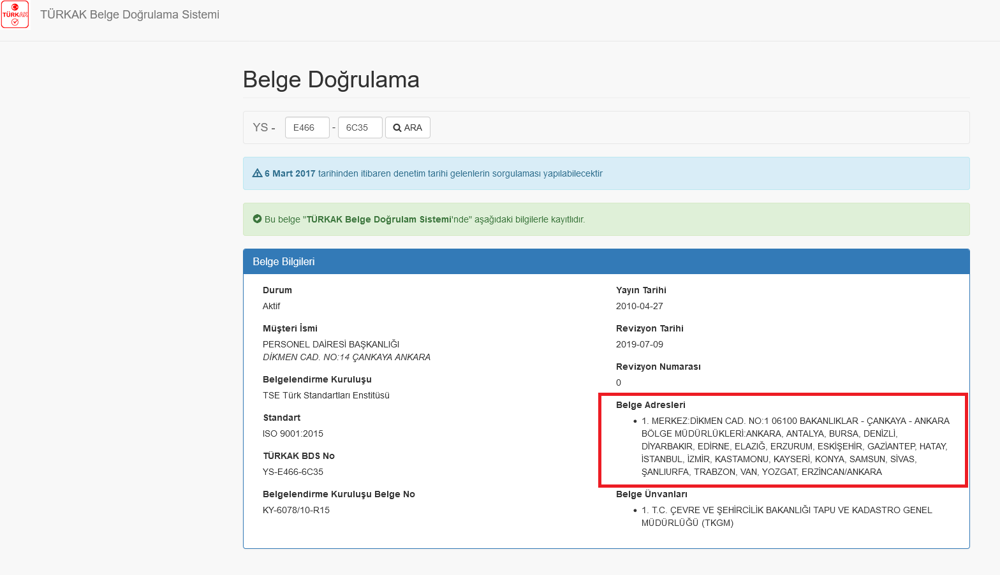 TÜRKAK
TÜRKAK Belge Doğrulama Sistemi
Belge Doğrulama
YS - E466 - 6C35 ARA
6 Mart 2017 tarihinden itibaren denetim tarihi gelenlerin sorgulaması yapılabilecektir
Bu belge "TÜRKAK Belge Doğrulam Sistemi'nde" aşağıdaki bilgilerle kayıtlıdır.
Belge Bilgileri
Durum
Aktif
Müşteri İsmi
PERSONEL DAİRESİ BAŞKANLIĞI
DİKMEN CAD. NO:14 ÇANKAYA ANKARA
Belgelendirme Kuruluşu
TSE Türk Standartları Enstitüsü
Standart
ISO 9001:2015
TÜRKAK BDS No
YS-E466-6C35
Belgelendirme Kuruluşu Belge No
KY-6078/10-R15
Yayın Tarihi
2010-04-27
Revizyon Tarihi
2019-07-09
Revizyon Numarası
0
Belge Adresleri
• 1. MERKEZ:DİKMEN CAD. NO:1 06100 BAKANLIKLAR - ÇANKAYA - ANKARA
BÖLGE MÜDÜRLÜKLERİ:ANKARA, ANTALYA, BURSA, DENİZLİ,
DİYARBAKIR, EDİRNE, ELAZIĞ, ERZURUM, ESKİŞEHİR, GAZİANTEP, HATAY,
İSTANBUL, İZMİR, KASTAMONU, KAYSERİ, KONYA, SAMSUN, SİVAS,
ŞANLIURFA, TRABZON, VAN, YOZGAT, ERZİNCAN/ANKARA
Belge Ünvanları
• 1. T.C. ÇEVRE VE ŞEHİRCİLİK BAKANLIĞI TAPU VE KADASTRO GENEL
MÜDÜRLÜĞÜ (TKGM)